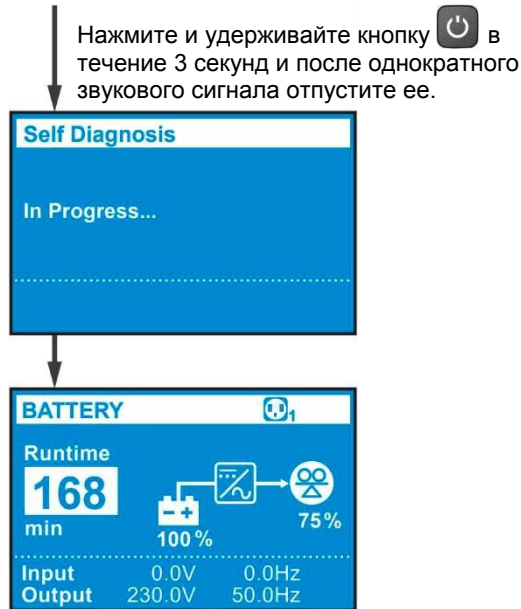 Нажмите и удерживайте кнопку в
течение 3 секунд и после однократного
звукового сигнала отпустите ее.
Self Diagnosis
In Progress...
BATTERY 1
Runtime
168
min
100%
75%
Input 0.0V 0.0Hz
Output 230.0V 50.0Hz